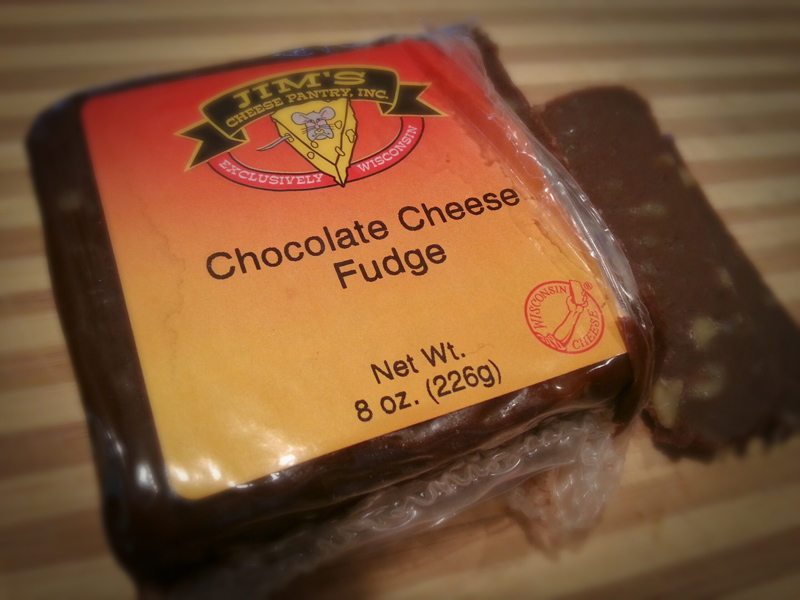 JIM'S
CHEESE PANTRY, INC.
EXCLUSIVELY WISCONSIN
Chocolate Cheese
Fudge
WISCONSIN
CHEESE
®
Net Wt.
8 oz. (226g)